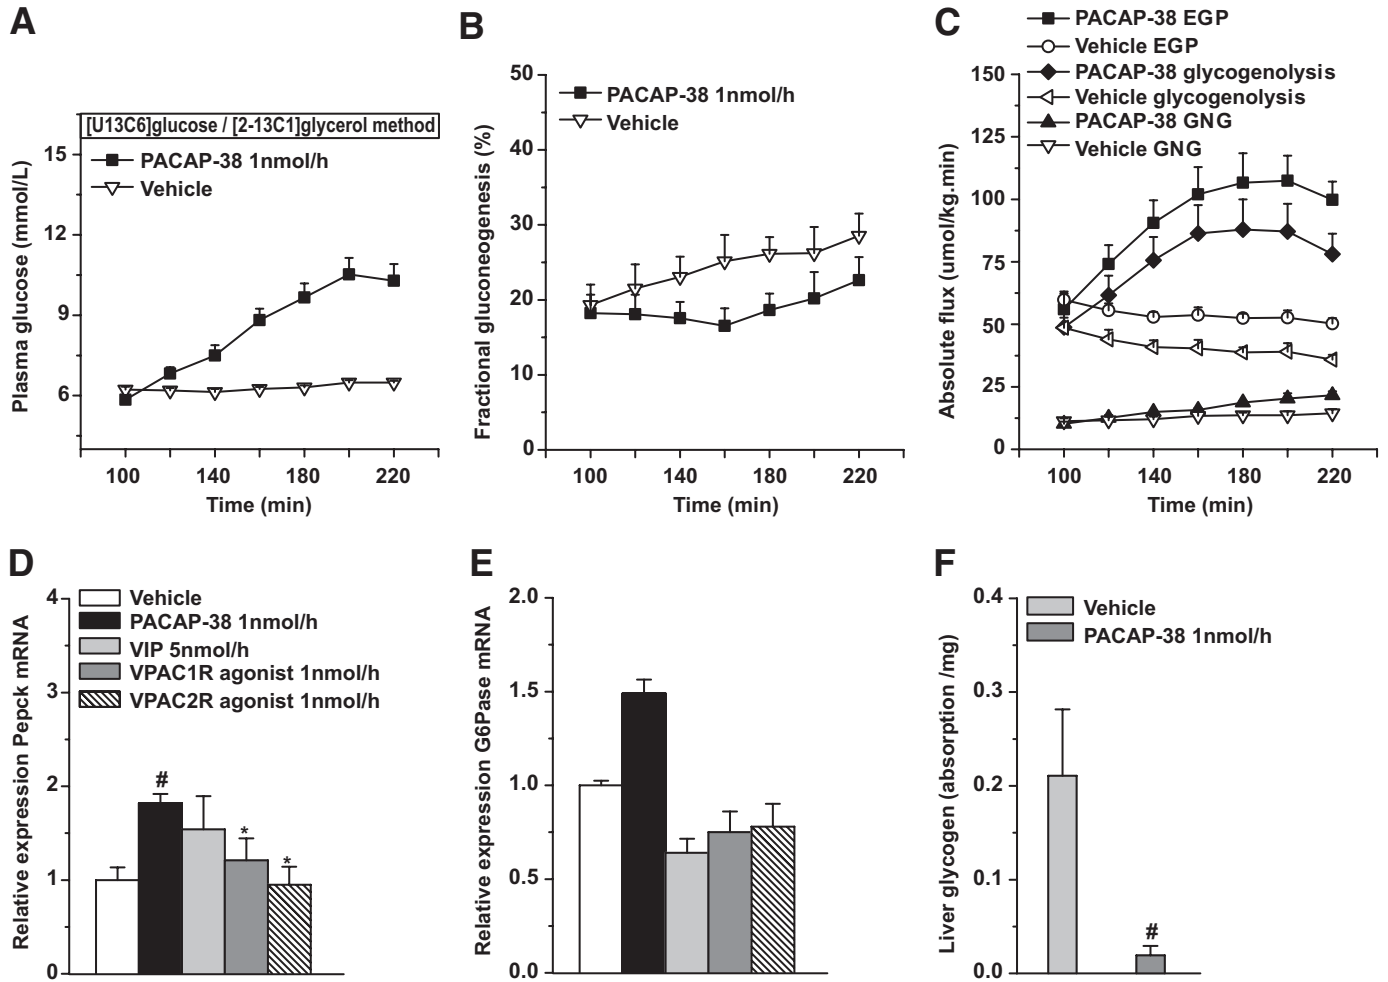 A
[U13C6]glucose / [2-13C1]glycerol method
PACAP-38 1nmol/h
Vehicle
Plasma glucose (mmol/L)
15
12
9
6
100
140
180
220
Time (min)
B
PACAP-38 1nmol/h
Vehicle
Fractional gluconeogenesis (%)
50
40
30
20
10
0
100
140
180
220
Time (min)
C
PACAP-38 EGP
Vehicle EGP
PACAP-38 glycogenolysis
Vehicle glycogenolysis
PACAP-38 GNG
Vehicle GNG
Absolute flux (umol/kg.min)
150
125
100
75
50
25
0
100
140
180
220
Time (min)
D
Vehicle
PACAP-38 1nmol/h
VIP 5nmol/h
VPAC1R agonist 1nmol/h
VPAC2R agonist 1nmol/h
Relative expression Pepck mRNA
4
3
2
1
0
#
*
*
E
Relative expression G6Pase mRNA
2.0
1.5
1.0
0.5
0.0
F
Vehicle
PACAP-38 1nmol/h
Liver glycogen (absorption /mg)
0.4
0.3
0.2
0.1
0.0
#